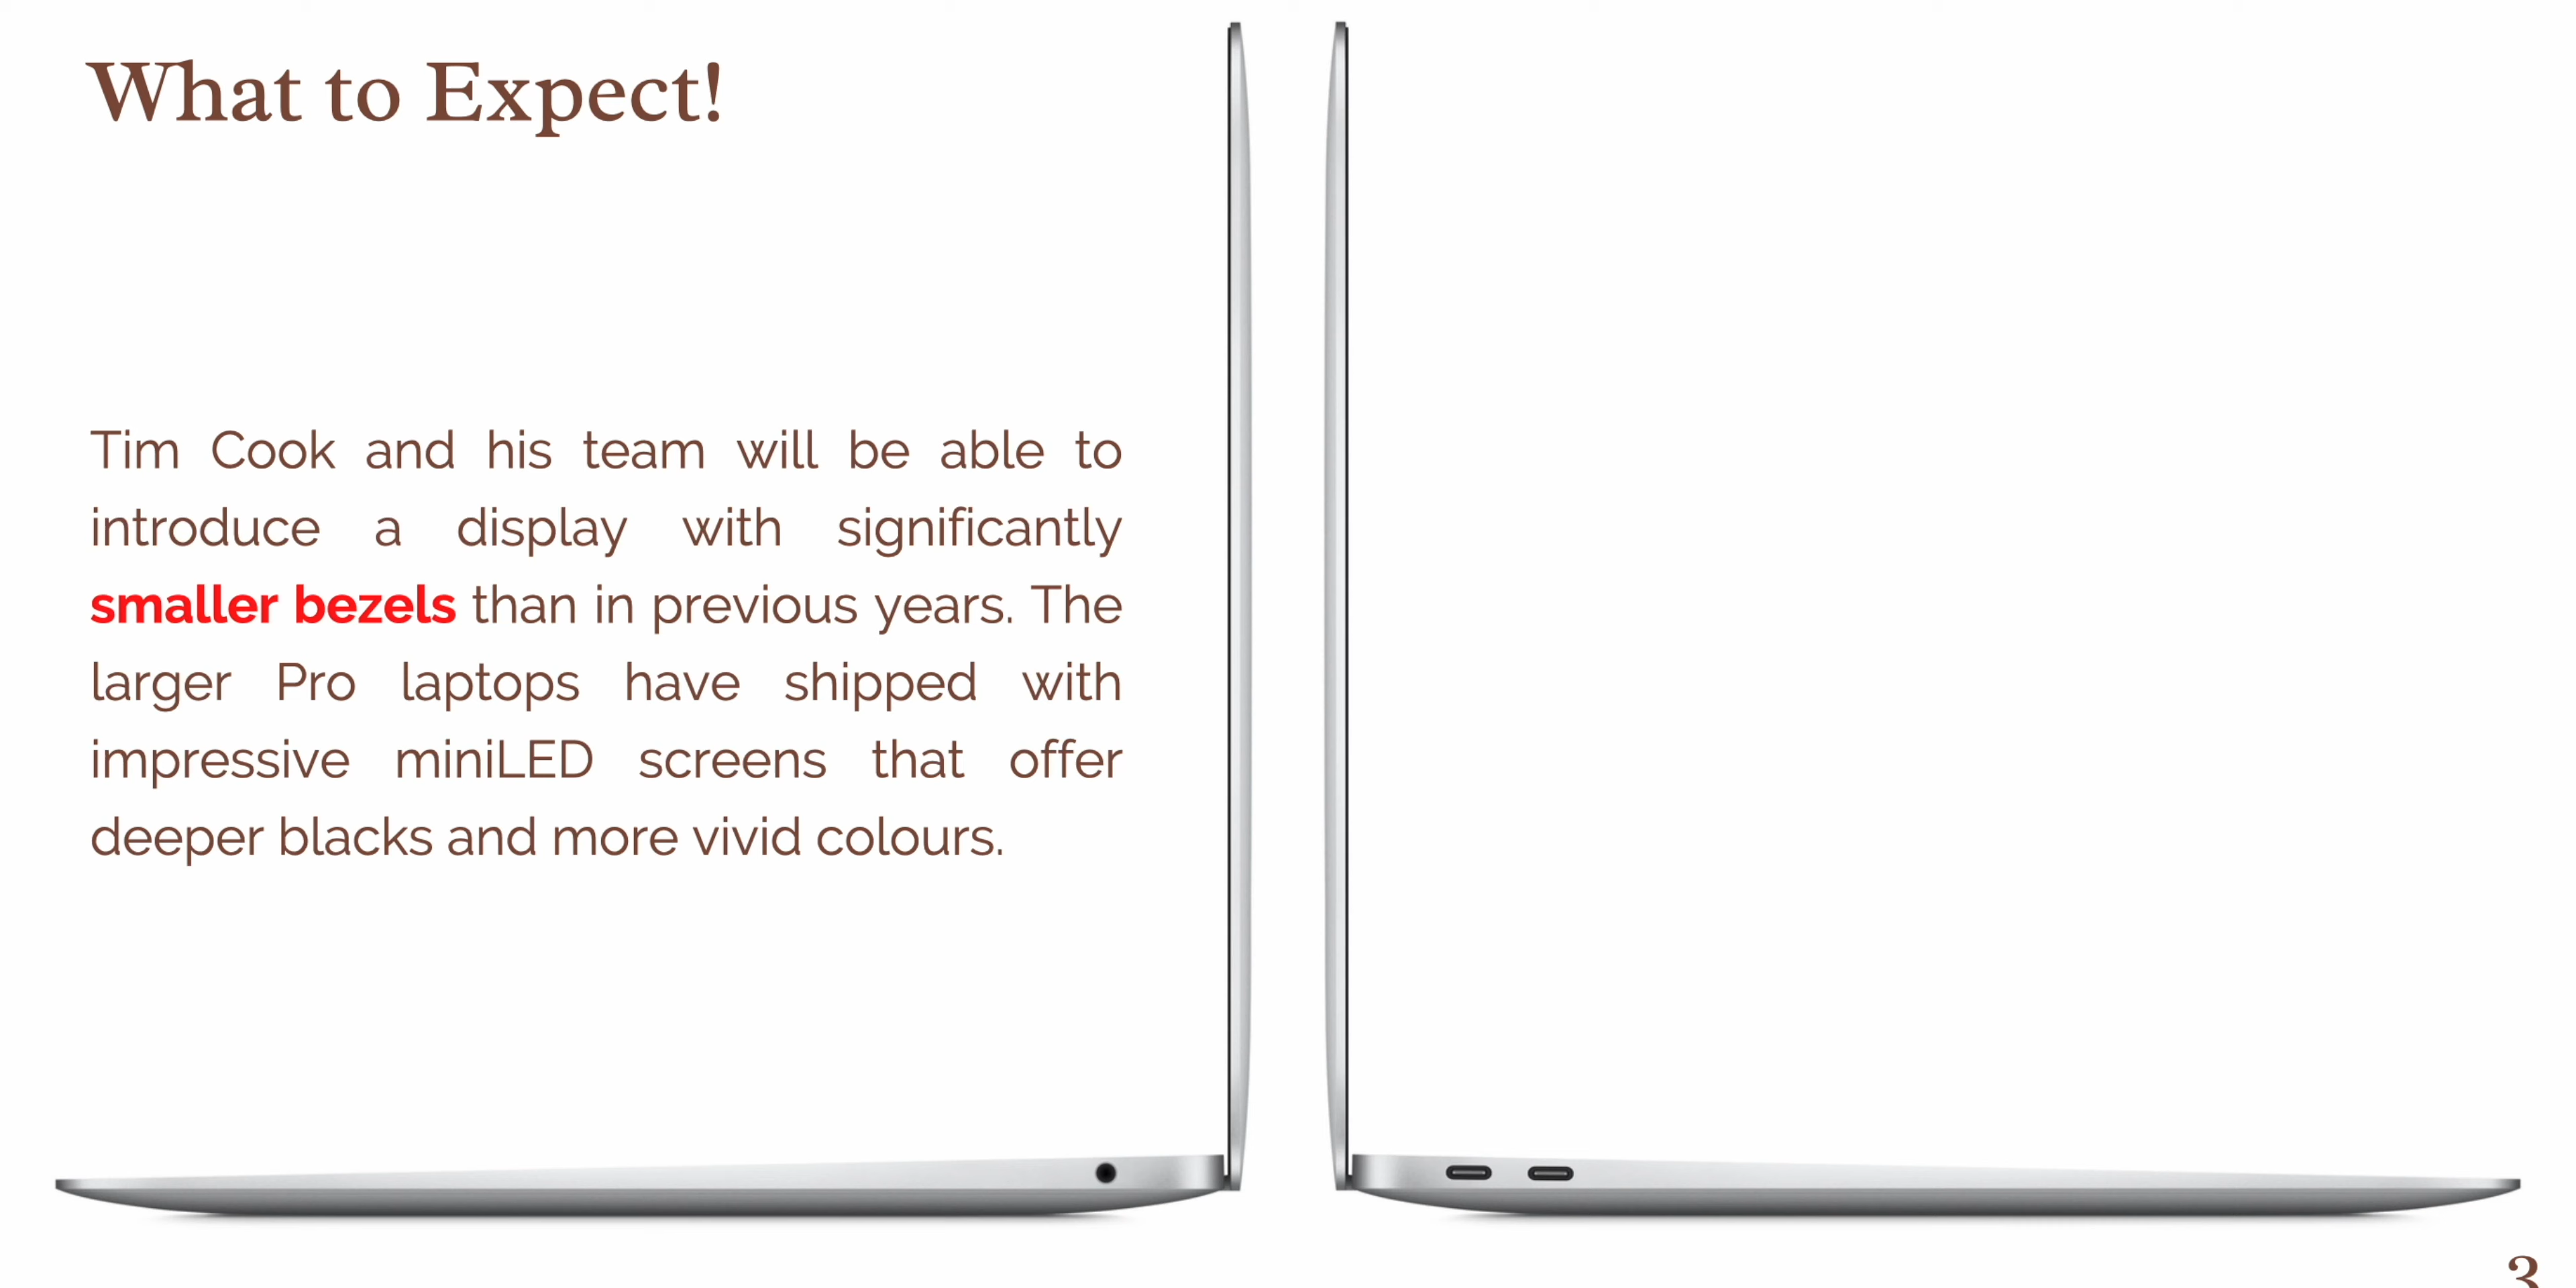 What to Expect!
Tim Cook and his team will be able to
introduce a display with significantly
smaller bezels than in previous years. The
larger Pro laptops have shipped with
impressive miniLED screens that offer
deeper blacks and more vivid colours.
3